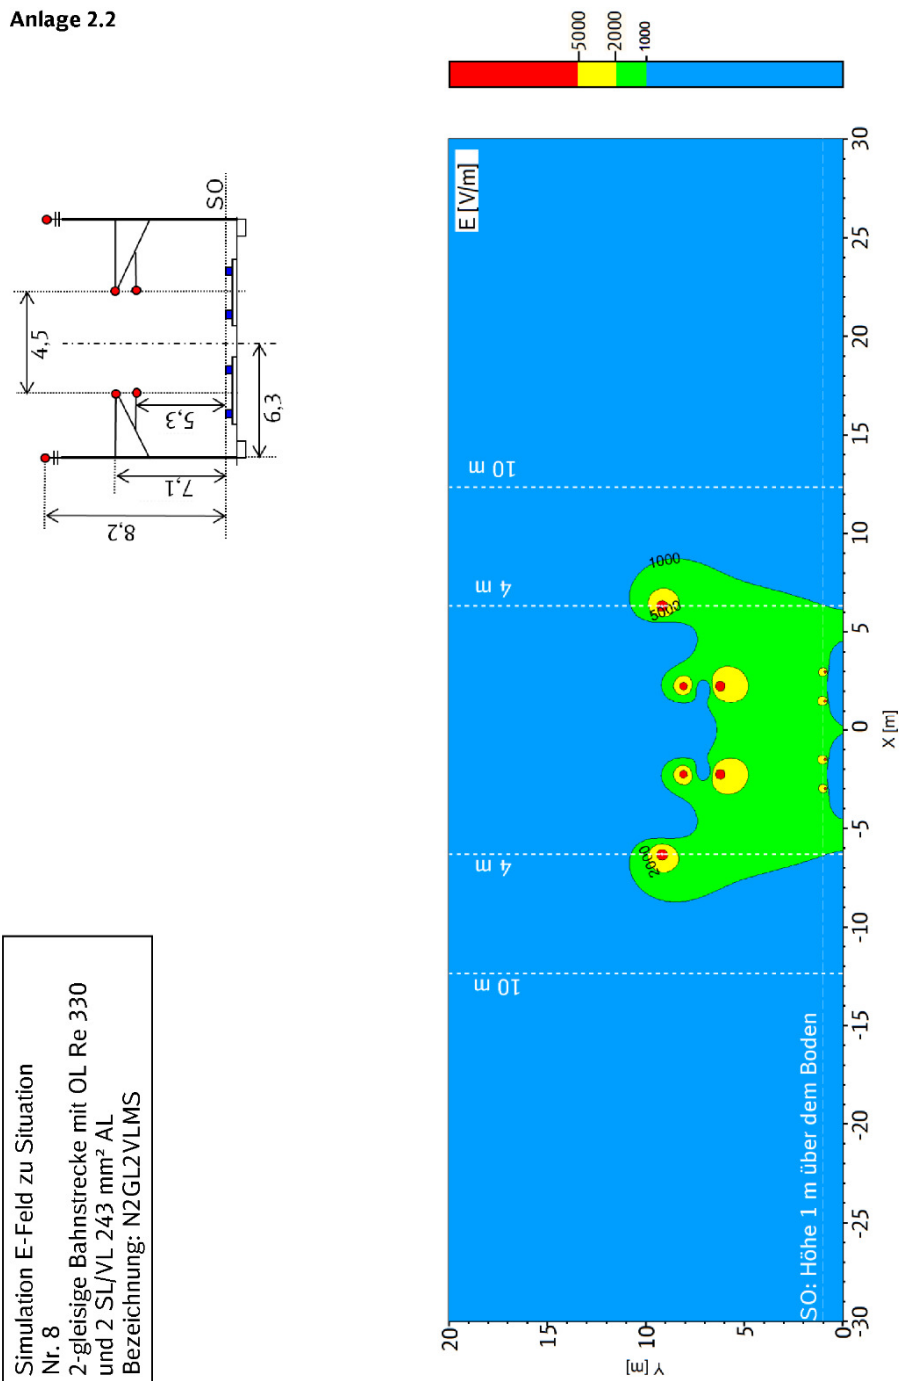 Anlage 2.2
Simulation E-Feld zu Situation
Nr. 8
2-gleisige Bahnstrecke mit OL Re 330
und 2 SL/VL 243 mm² AL
Bezeichnung: N2GL2VLMS
SO
4,5
5,3
6,3
7,1
8,2
5000
2000
1000
E [V/m]
10 m
4 m
4 m
10 m
1000
5000
2000
SO: Höhe 1 m über dem Boden
Y [m]
20
15
10
5
0
X [m]
-30
-25
-20
-15
-10
-5
0
5
10
15
20
25
30